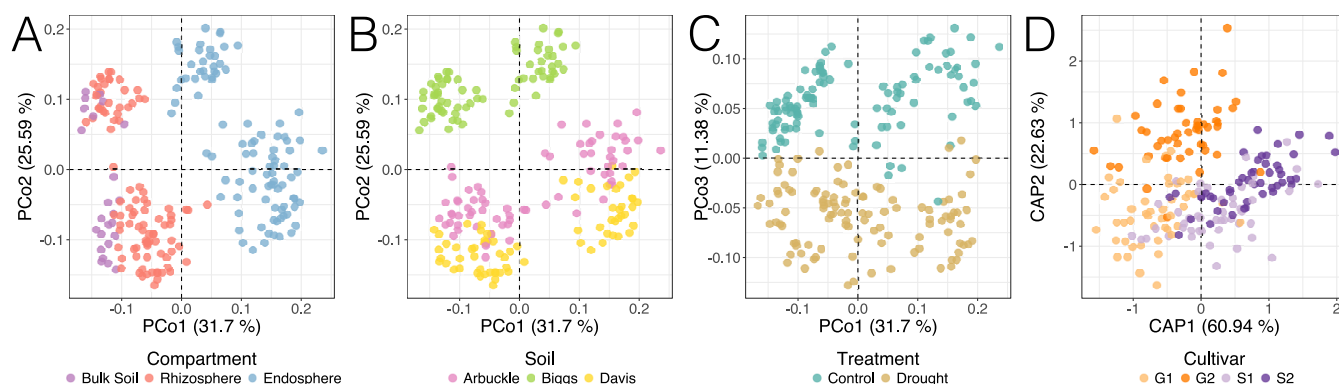 A
0.2
0.1
0.0
-0.1
PCo2 (25.59 %)
-0.1
0.0
0.1
0.2
PCo1 (31.7 %)
Compartment
Bulk Soil
Rhizosphere
Endosphere
B
0.2
0.1
0.0
-0.1
PCo2 (25.59 %)
-0.1
0.0
0.1
0.2
PCo1 (31.7 %)
Soil
Arbuckle
Biggs
Davis
C
0.10
0.05
0.00
-0.05
-0.10
PCo3 (11.38 %)
-0.1
0.0
0.1
0.2
PCo1 (31.7 %)
Treatment
Control
Drought
D
2
1
0
-1
CAP2 (22.63 %)
-1
0
1
2
CAP1 (60.94 %)
Cultivar
G1
G2
S1
S2